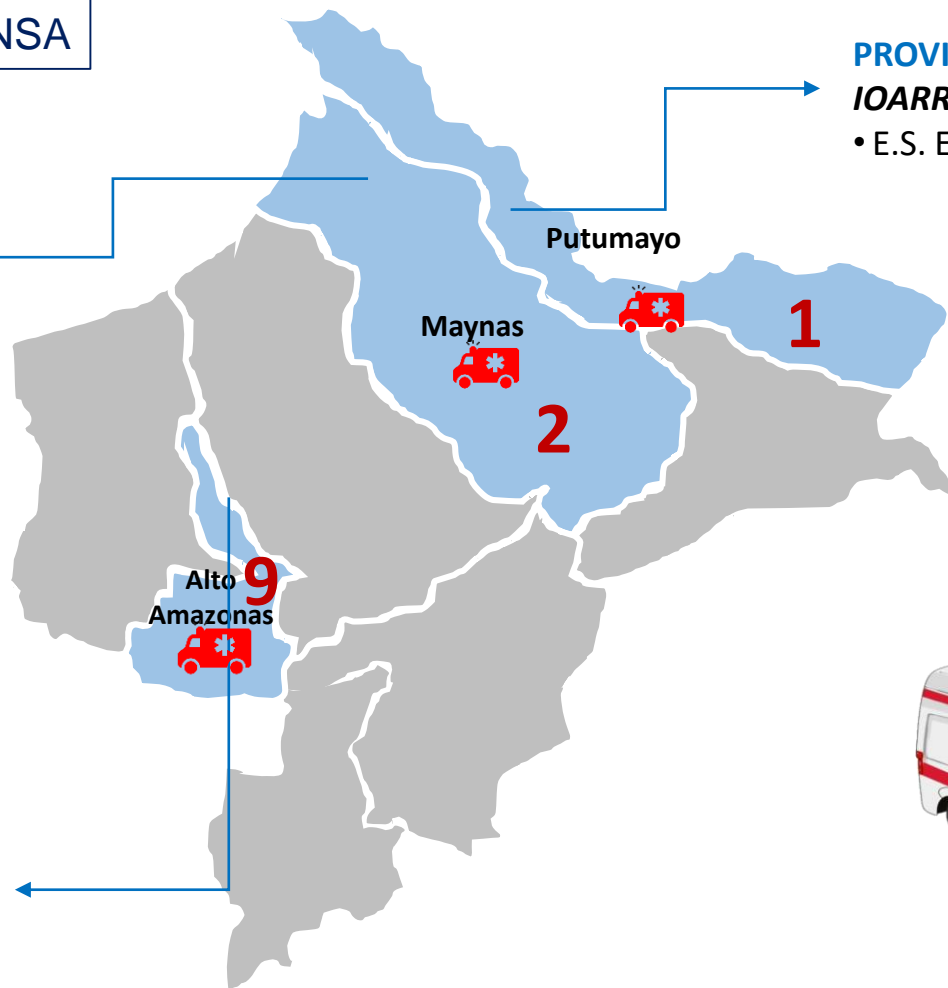 NSA
PROVI
IOARR
• E.S. E
Putumayo
1
Maynas
2
9
Alto
Amazonas